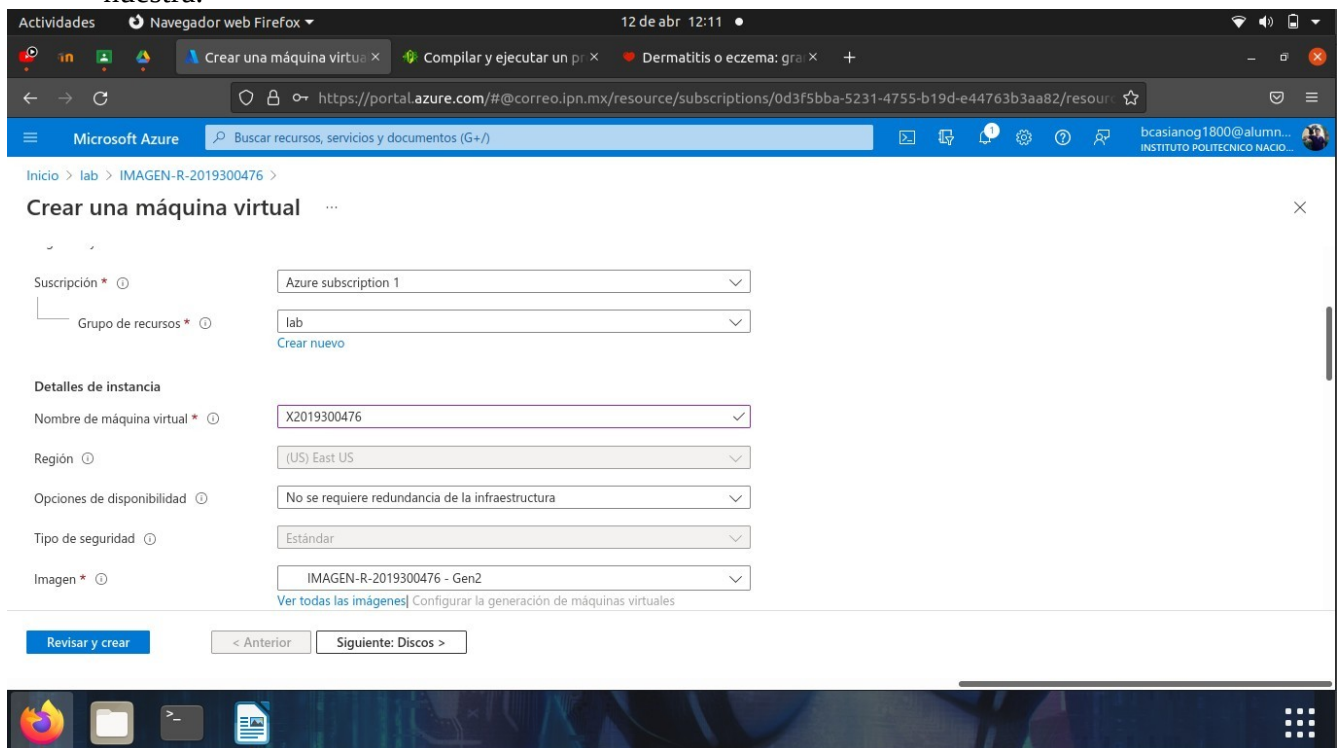 nuestra.
Actividades Navegador web Firefox 12 de abr 12:11
Crear una máquina virtua Compilar y ejecutar un pr Dermatitis o eczema: gra
https://portal.azure.com/#@correo.ipn.mx/resource/subscriptions/0d3f5bba-5231-4755-b19d-e44763b3aa82/resourc
Microsoft Azure Buscar recursos, servicios y documentos (G+/) 1 bcasianog1800@alumn...
INSTITUTO POLITECNICO NACIO...
Inicio > lab > IMAGEN-R-2019300476 >
Crear una máquina virtual ...
Suscripción * Azure subscription 1
Grupo de recursos * lab
Crear nuevo
Detalles de instancia
Nombre de máquina virtual * X2019300476
Región (US) East US
Opciones de disponibilidad No se requiere redundancia de la infraestructura
Tipo de seguridad Estándar
Imagen * IMAGEN-R-2019300476 - Gen2
Ver todas las imágenes| Configurar la generación de máquinas virtuales
Revisar y crear < Anterior Siguiente: Discos >